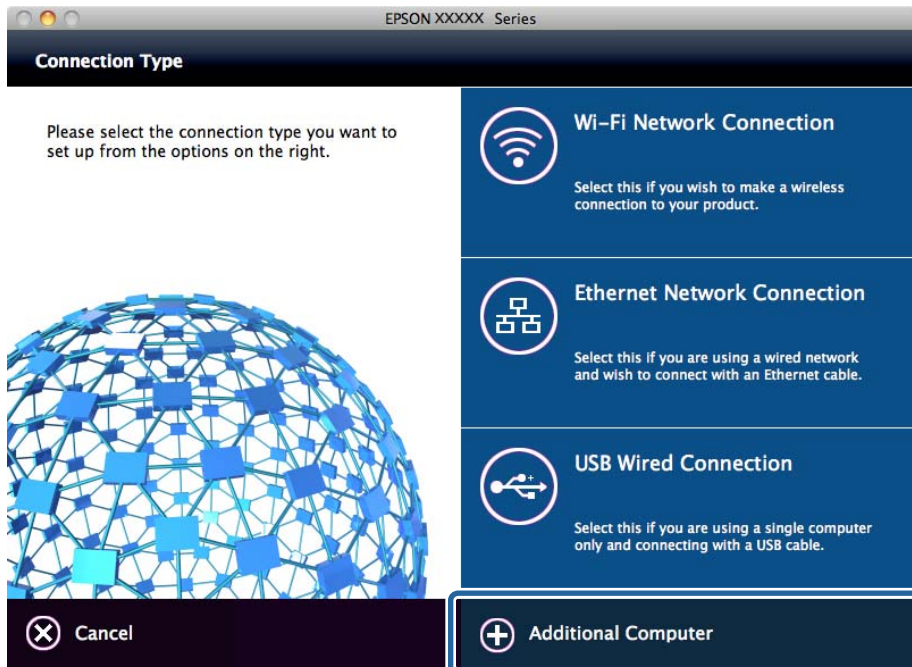 EPSON XXXXX Series
Connection Type
Please select the connection type you want to
set up from the options on the right.
Wi-Fi Network Connection
Select this if you wish to make a wireless
connection to your product.
Ethernet Network Connection
Select this if you are using a wired network
and wish to connect with an Ethernet cable.
USB Wired Connection
Select this if you are using a single computer
only and connecting with a USB cable.
Cancel
Additional Computer